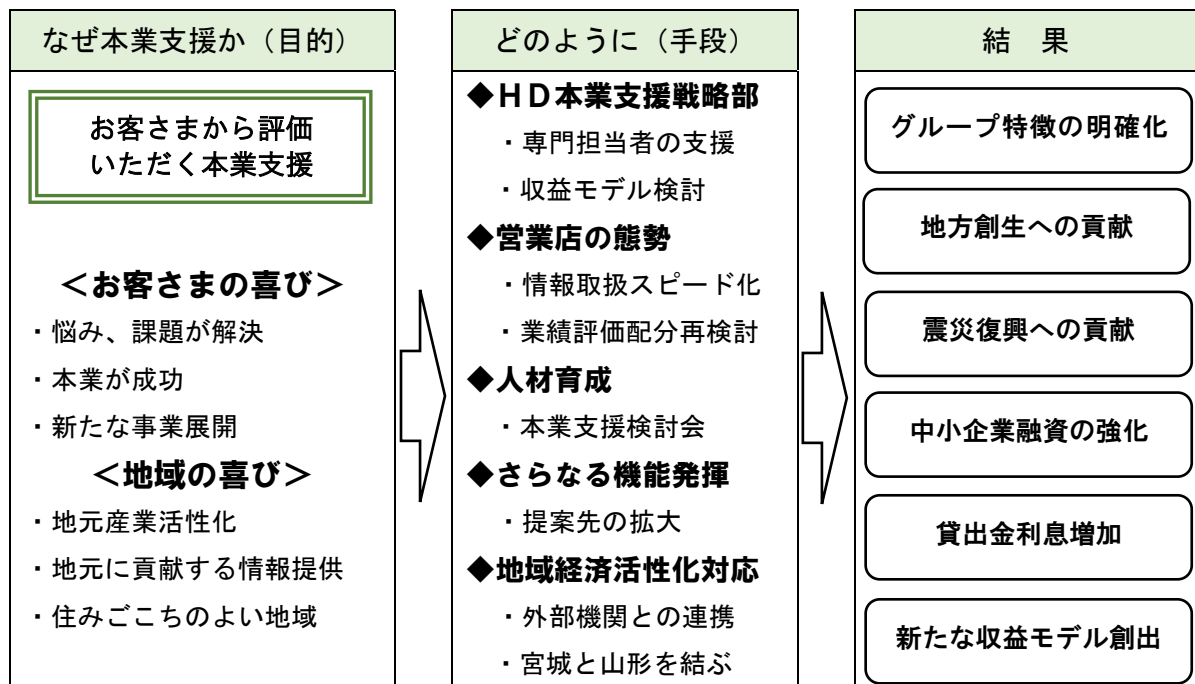 なぜ本業支援か（目的）
お客さまから評価
いただく本業支援
＜お客さまの喜び＞
・悩み、課題が解決
・本業が成功
・新たな事業展開
＜地域の喜び＞
・地元産業活性化
・地元に貢献する情報提供
・住みごこちのよい地域
どのように（手段）
◆ＨＤ本業支援戦略部
・専門担当者の支援
・収益モデル検討
◆営業店の態勢
・情報取扱スピード化
・業績評価配分再検討
◆人材育成
・本業支援検討会
◆さらなる機能発揮
・提案先の拡大
◆地域経済活性化対応
・外部機関との連携
・宮城と山形を結ぶ
結　果
グループ特徴の明確化
地方創生への貢献
震災復興への貢献
中小企業融資の強化
貸出金利息増加
新たな収益モデル創出